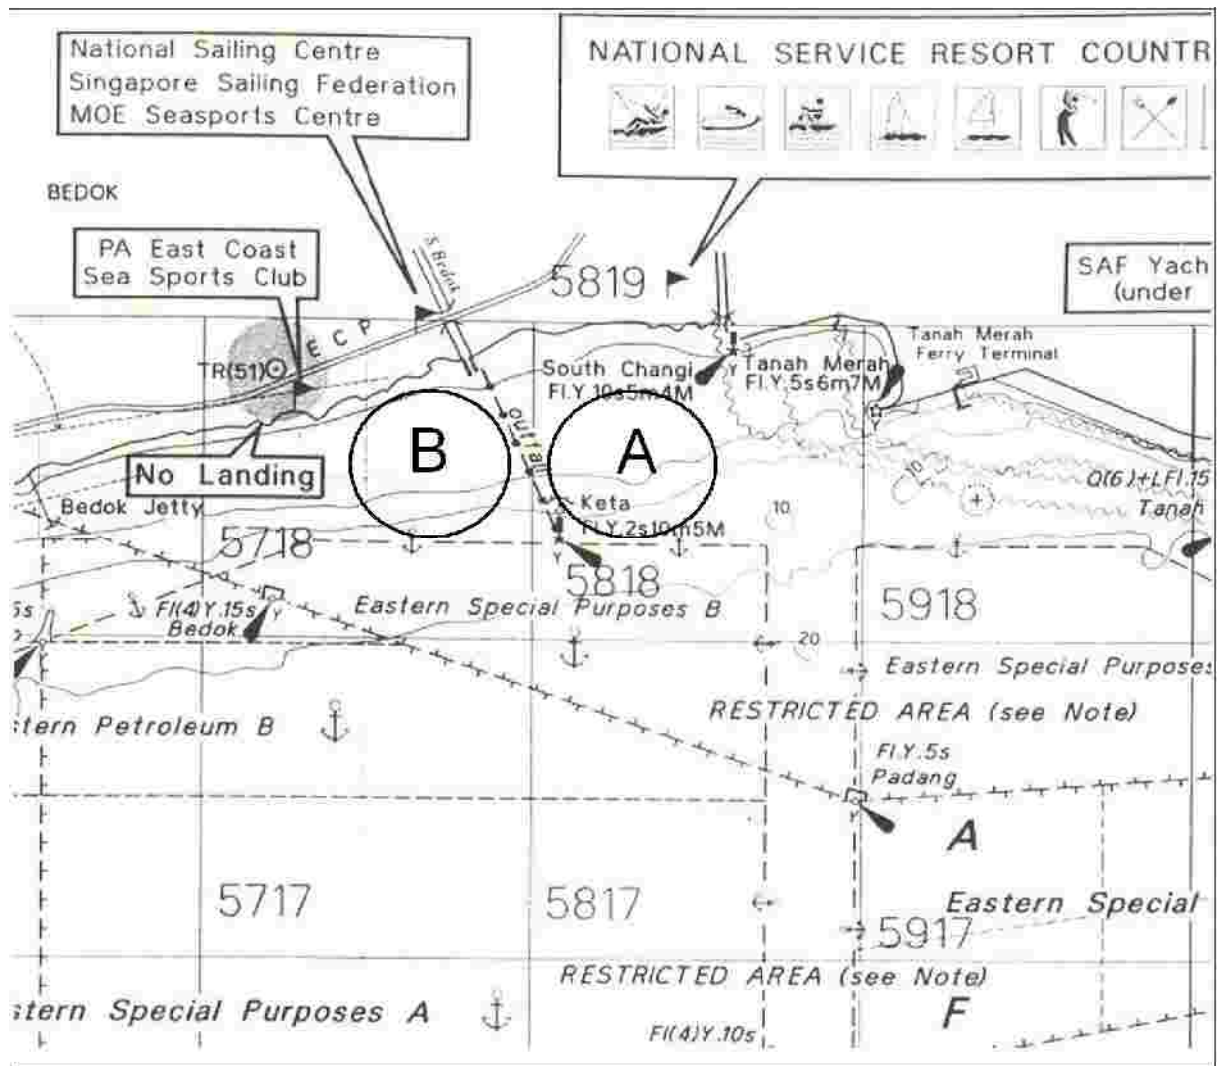 National Sailing Centre
Singapore Sailing Federation
MOE Seasports Centre
NATIONAL SERVICE RESORT COUNTR
BEDOK
PA East Coast
Sea Sports Club
S. Bedok
5819
SAF Yach
(under
E C P
TR(51)
South Changi
Fl.Y.10s5m4M
Tanah Merah
Fl.Y.5s6m7M
Tanah Merah
Ferry Terminal
Outfall
B
A
No Landing
Bedok Jetty
Keta
Fl.Y.2s10m5M
10
10
Q(6)+LFl.15
Tanah
5718
5818
5918
Fl(4)Y.15s
Bedok
Eastern Special Purposes B
20
Eastern Special Purposes
stern Petroleum B
RESTRICTED AREA (see Note)
Fl.Y.5s
Padang
A
5717
5817
Eastern Special
5917
RESTRICTED AREA (see Note)
stern Special Purposes A
F
Fl(4)Y.10s